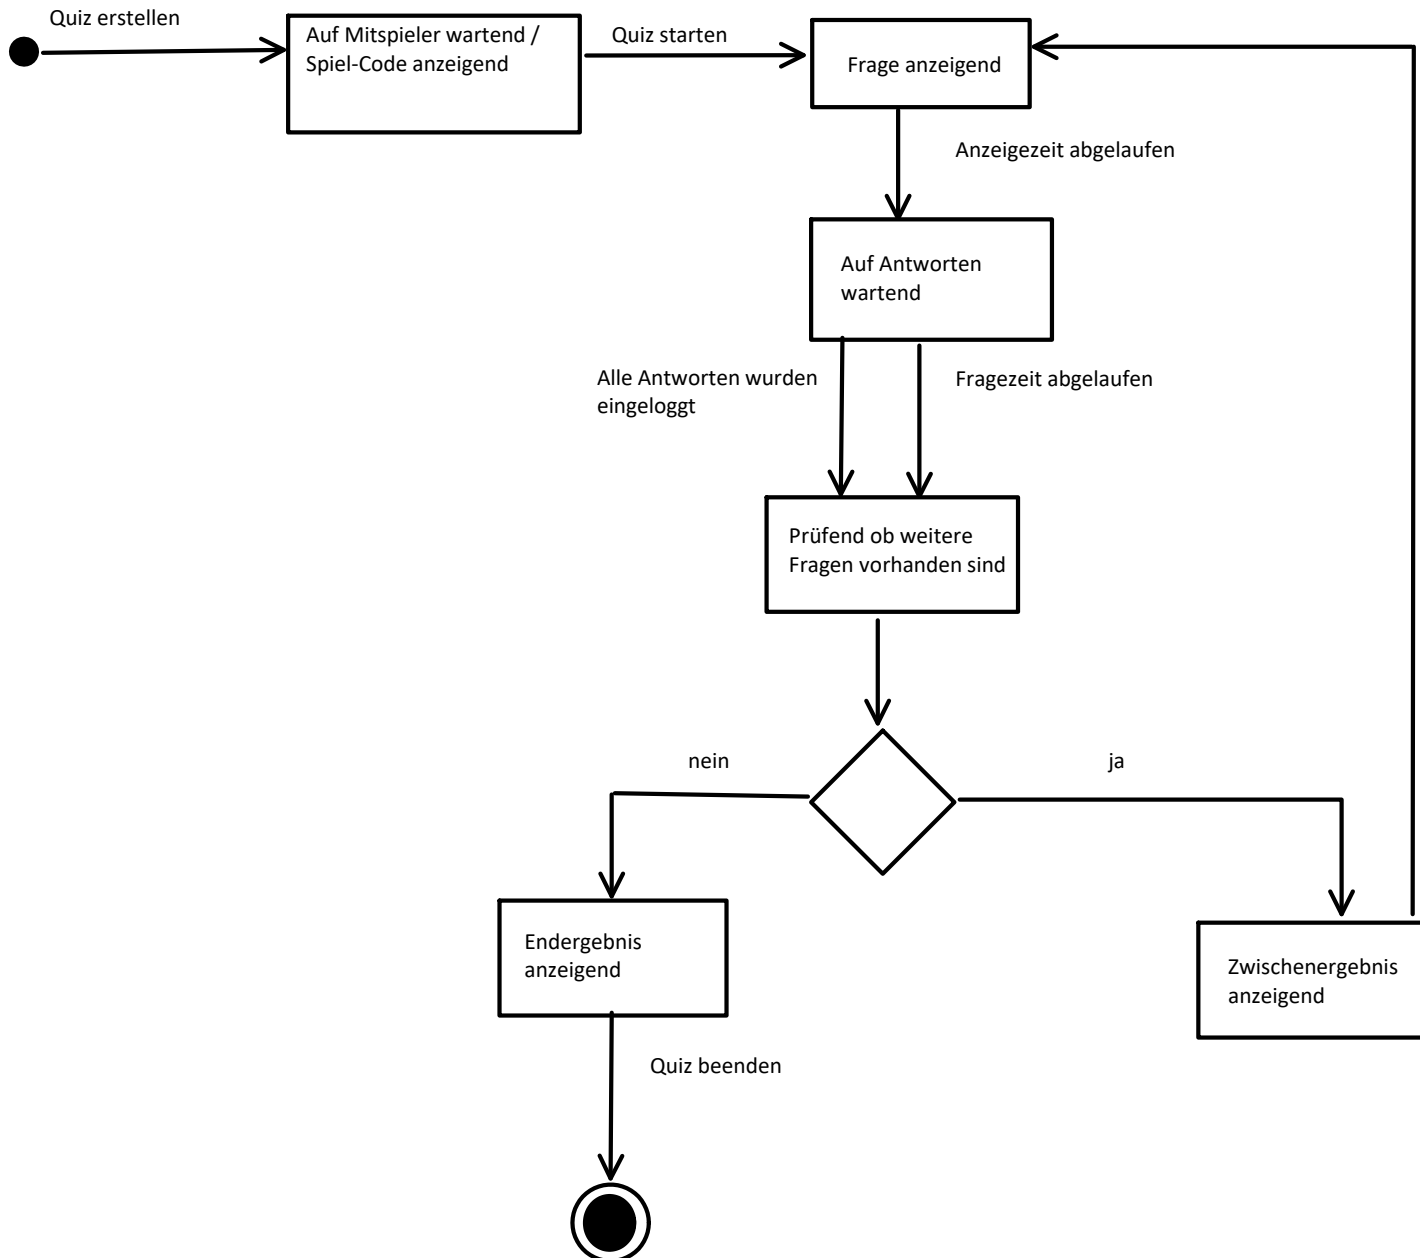 Quiz erstellen
Auf Mitspieler wartend /
Spiel-Code anzeigend
Quiz starten
Frage anzeigend
Anzeigezeit abgelaufen
Auf Antworten
wartend
Alle Antworten wurden
eingeloggt
Fragezeit abgelaufen
Prüfend ob weitere
Fragen vorhanden sind
nein
ja
Endergebnis
anzeigend
Zwischenergebnis
anzeigend
Quiz beenden